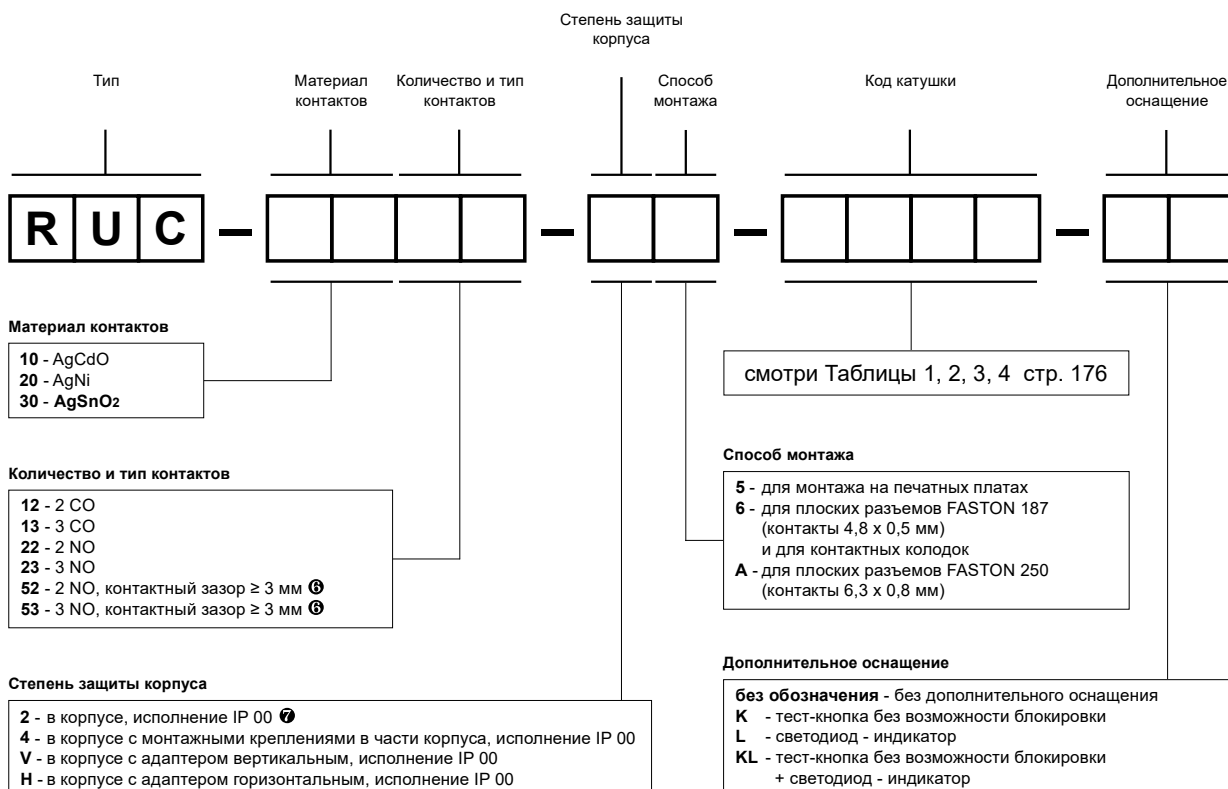 Степень защиты
корпуса
Тип
Материал
контактов
Количество и тип
контактов
Способ
монтажа
Код катушки
Дополнительное
оснащение
R U C – – – –
Материал контактов
10 - AgCdO
20 - AgNi
30 - AgSnO2
смотри Таблицы 1, 2, 3, 4 стр. 176
Количество и тип контактов
12 - 2 CO
13 - 3 CO
22 - 2 NO
23 - 3 NO
52 - 2 NO, контактный зазор ≥ 3 мм ❻
53 - 3 NO, контактный зазор ≥ 3 мм ❻
Способ монтажа
5 - для монтажа на печатных платах
6 - для плоских разъемов FASTON 187
(контакты 4,8 x 0,5 мм)
и для контактных колодок
A - для плоских разъемов FASTON 250
(контакты 6,3 x 0,8 мм)
Степень защиты корпуса
2 - в корпусе, исполнение IP 00 ❼
4 - в корпусе с монтажными креплениями в части корпуса, исполнение IP 00
V - в корпусе с адаптером вертикальным, исполнение IP 00
H - в корпусе с адаптером горизонтальным, исполнение IP 00
Дополнительное оснащение
без обозначения - без дополнительного оснащения
K - тест-кнопка без возможности блокировки
L - светодиод - индикатор
KL - тест-кнопка без возможности блокировки
+ светодиод - индикатор